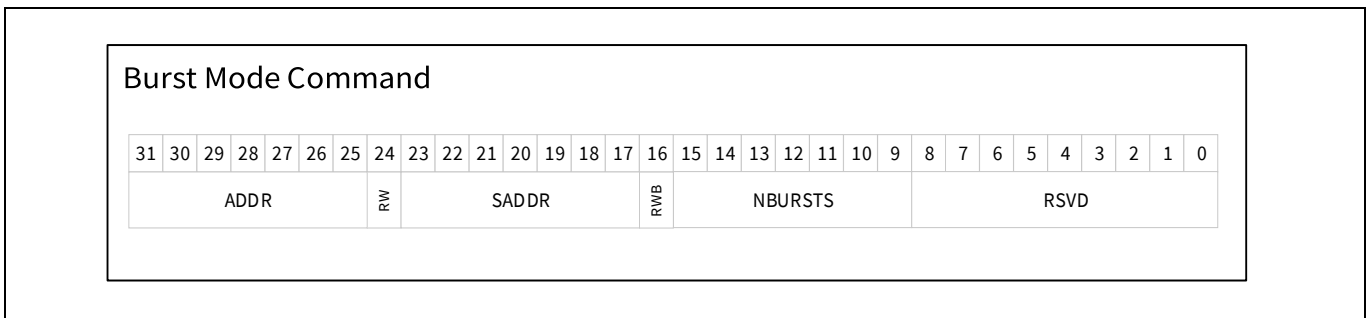 Burst Mode Command
31 30 29 28 27 26 25 24 23 22 21 20 19 18 17 16 15 14 13 12 11 10 9 8 7 6 5 4 3 2 1 0
ADDR RW SADDR RWB NBURSTS RSVD